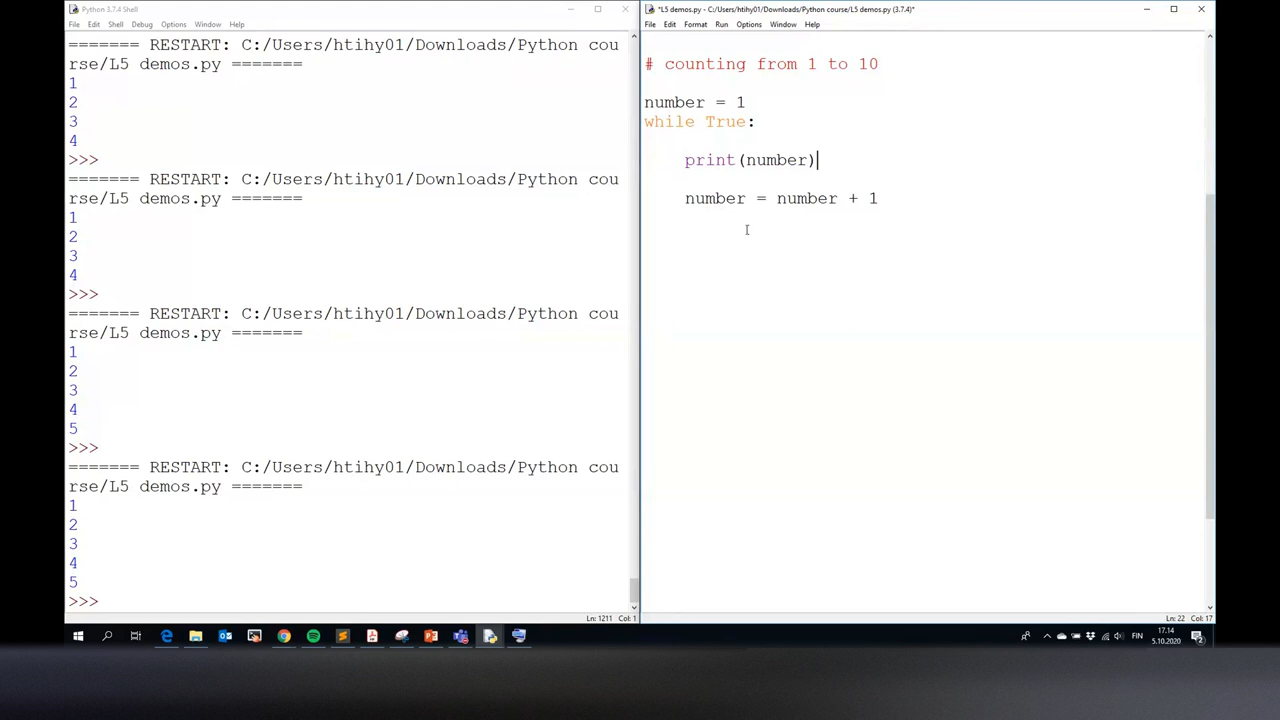 Python 3.7.4 Shell
File Edit Shell Debug Options Window Help
======= RESTART: C:/Users/htihy01/Downloads/Python cou
rse/L5 demos.py =======
1
2
3
4
>>>
======= RESTART: C:/Users/htihy01/Downloads/Python cou
rse/L5 demos.py =======
1
2
3
4
>>>
======= RESTART: C:/Users/htihy01/Downloads/Python cou
rse/L5 demos.py =======
1
2
3
4
5
>>>
======= RESTART: C:/Users/htihy01/Downloads/Python cou
rse/L5 demos.py =======
1
2
3
4
5
>>>
Ln: 1211 Col: 1
*L5 demos.py - C:/Users/htihy01/Downloads/Python course/L5 demos.py (3.7.4)*
File Edit Format Run Options Window Help
# counting from 1 to 10
number = 1
while True:
print(number)
number = number + 1
Ln: 22 Col: 17
FIN
17.14
5.10.2020
2